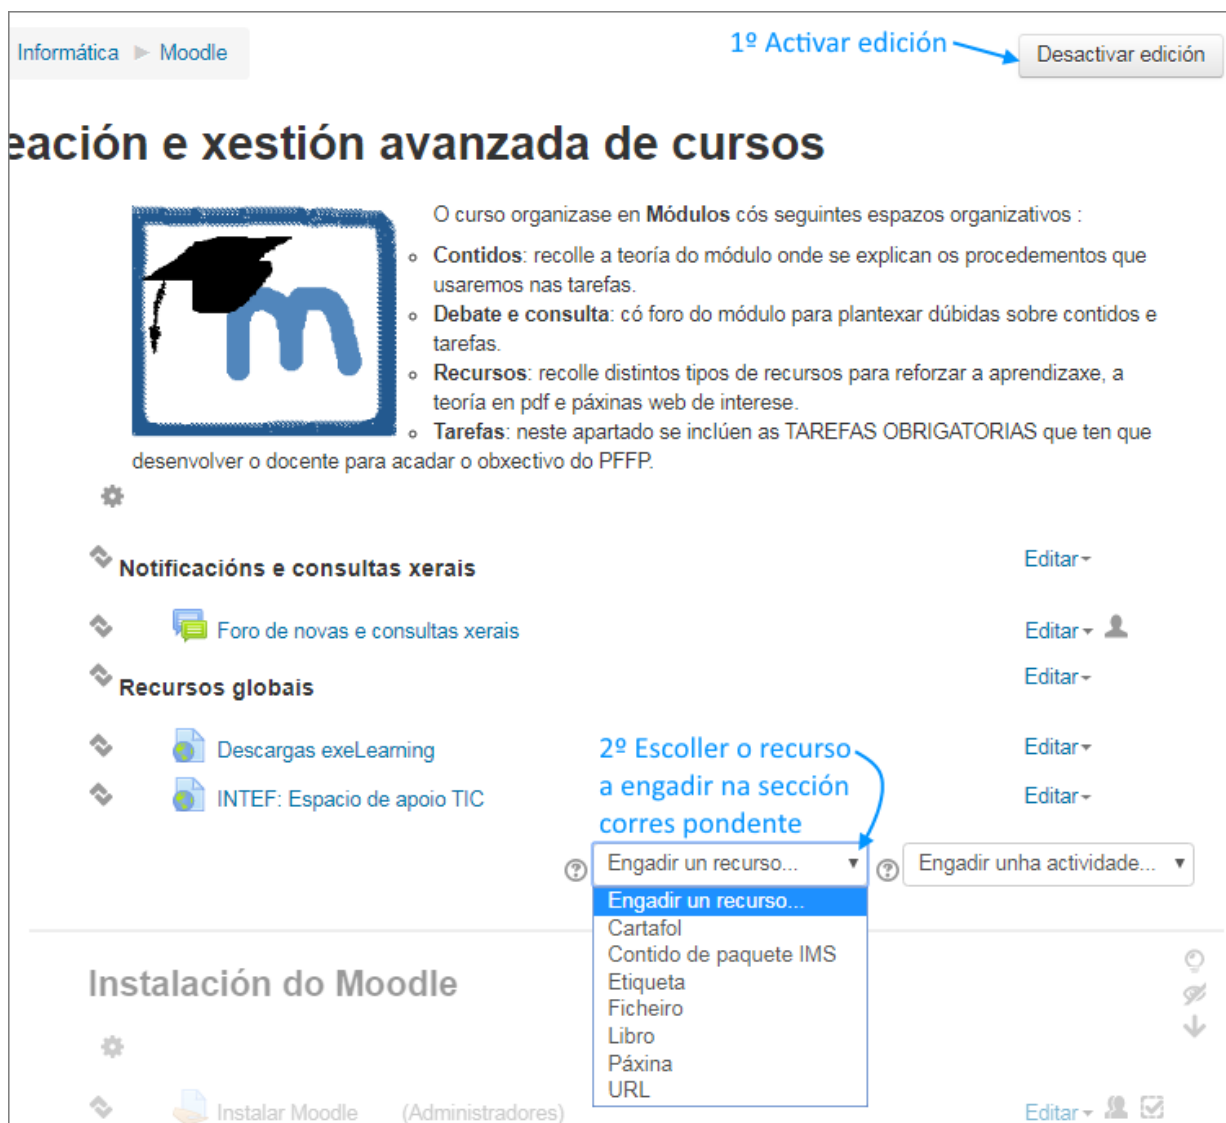 Informática ▶ Moodle
1º Activar edición
Desactivar edición
eación e xestión avanzada de cursos
O curso organizase en Módulos cós seguintes espazos organizativos :
Contidos: recolle a teoría do módulo onde se explican os procedementos que
usaremos nas tarefas.
Debate e consulta: có foro do módulo para plantexar dúbidas sobre contidos e
tarefas.
Recursos: recolle distintos tipos de recursos para reforzar a aprendizaxe, a
teoría en pdf e páxinas web de interese.
Tarefas: neste apartado se inclúen as TAREFAS OBRIGATORIAS que ten que
desenvolver o docente para acadar o obxectivo do PFFP.
m
Notificacións e consultas xerais
Editar
Foro de novas e consultas xerais
Editar
Recursos globais
Editar
Descargas exeLearning
Editar
INTEF: Espacio de apoio TIC
Editar
2º Escoller o recurso
a engadir na sección
corres pondente
Engadir un recurso...
Engadir unha actividade...
Engadir un recurso...
Cartafol
Contido de paquete IMS
Etiqueta
Ficheiro
Libro
Páxina
URL
Instalación do Moodle
Instalar Moodle (Administradores)
Editar